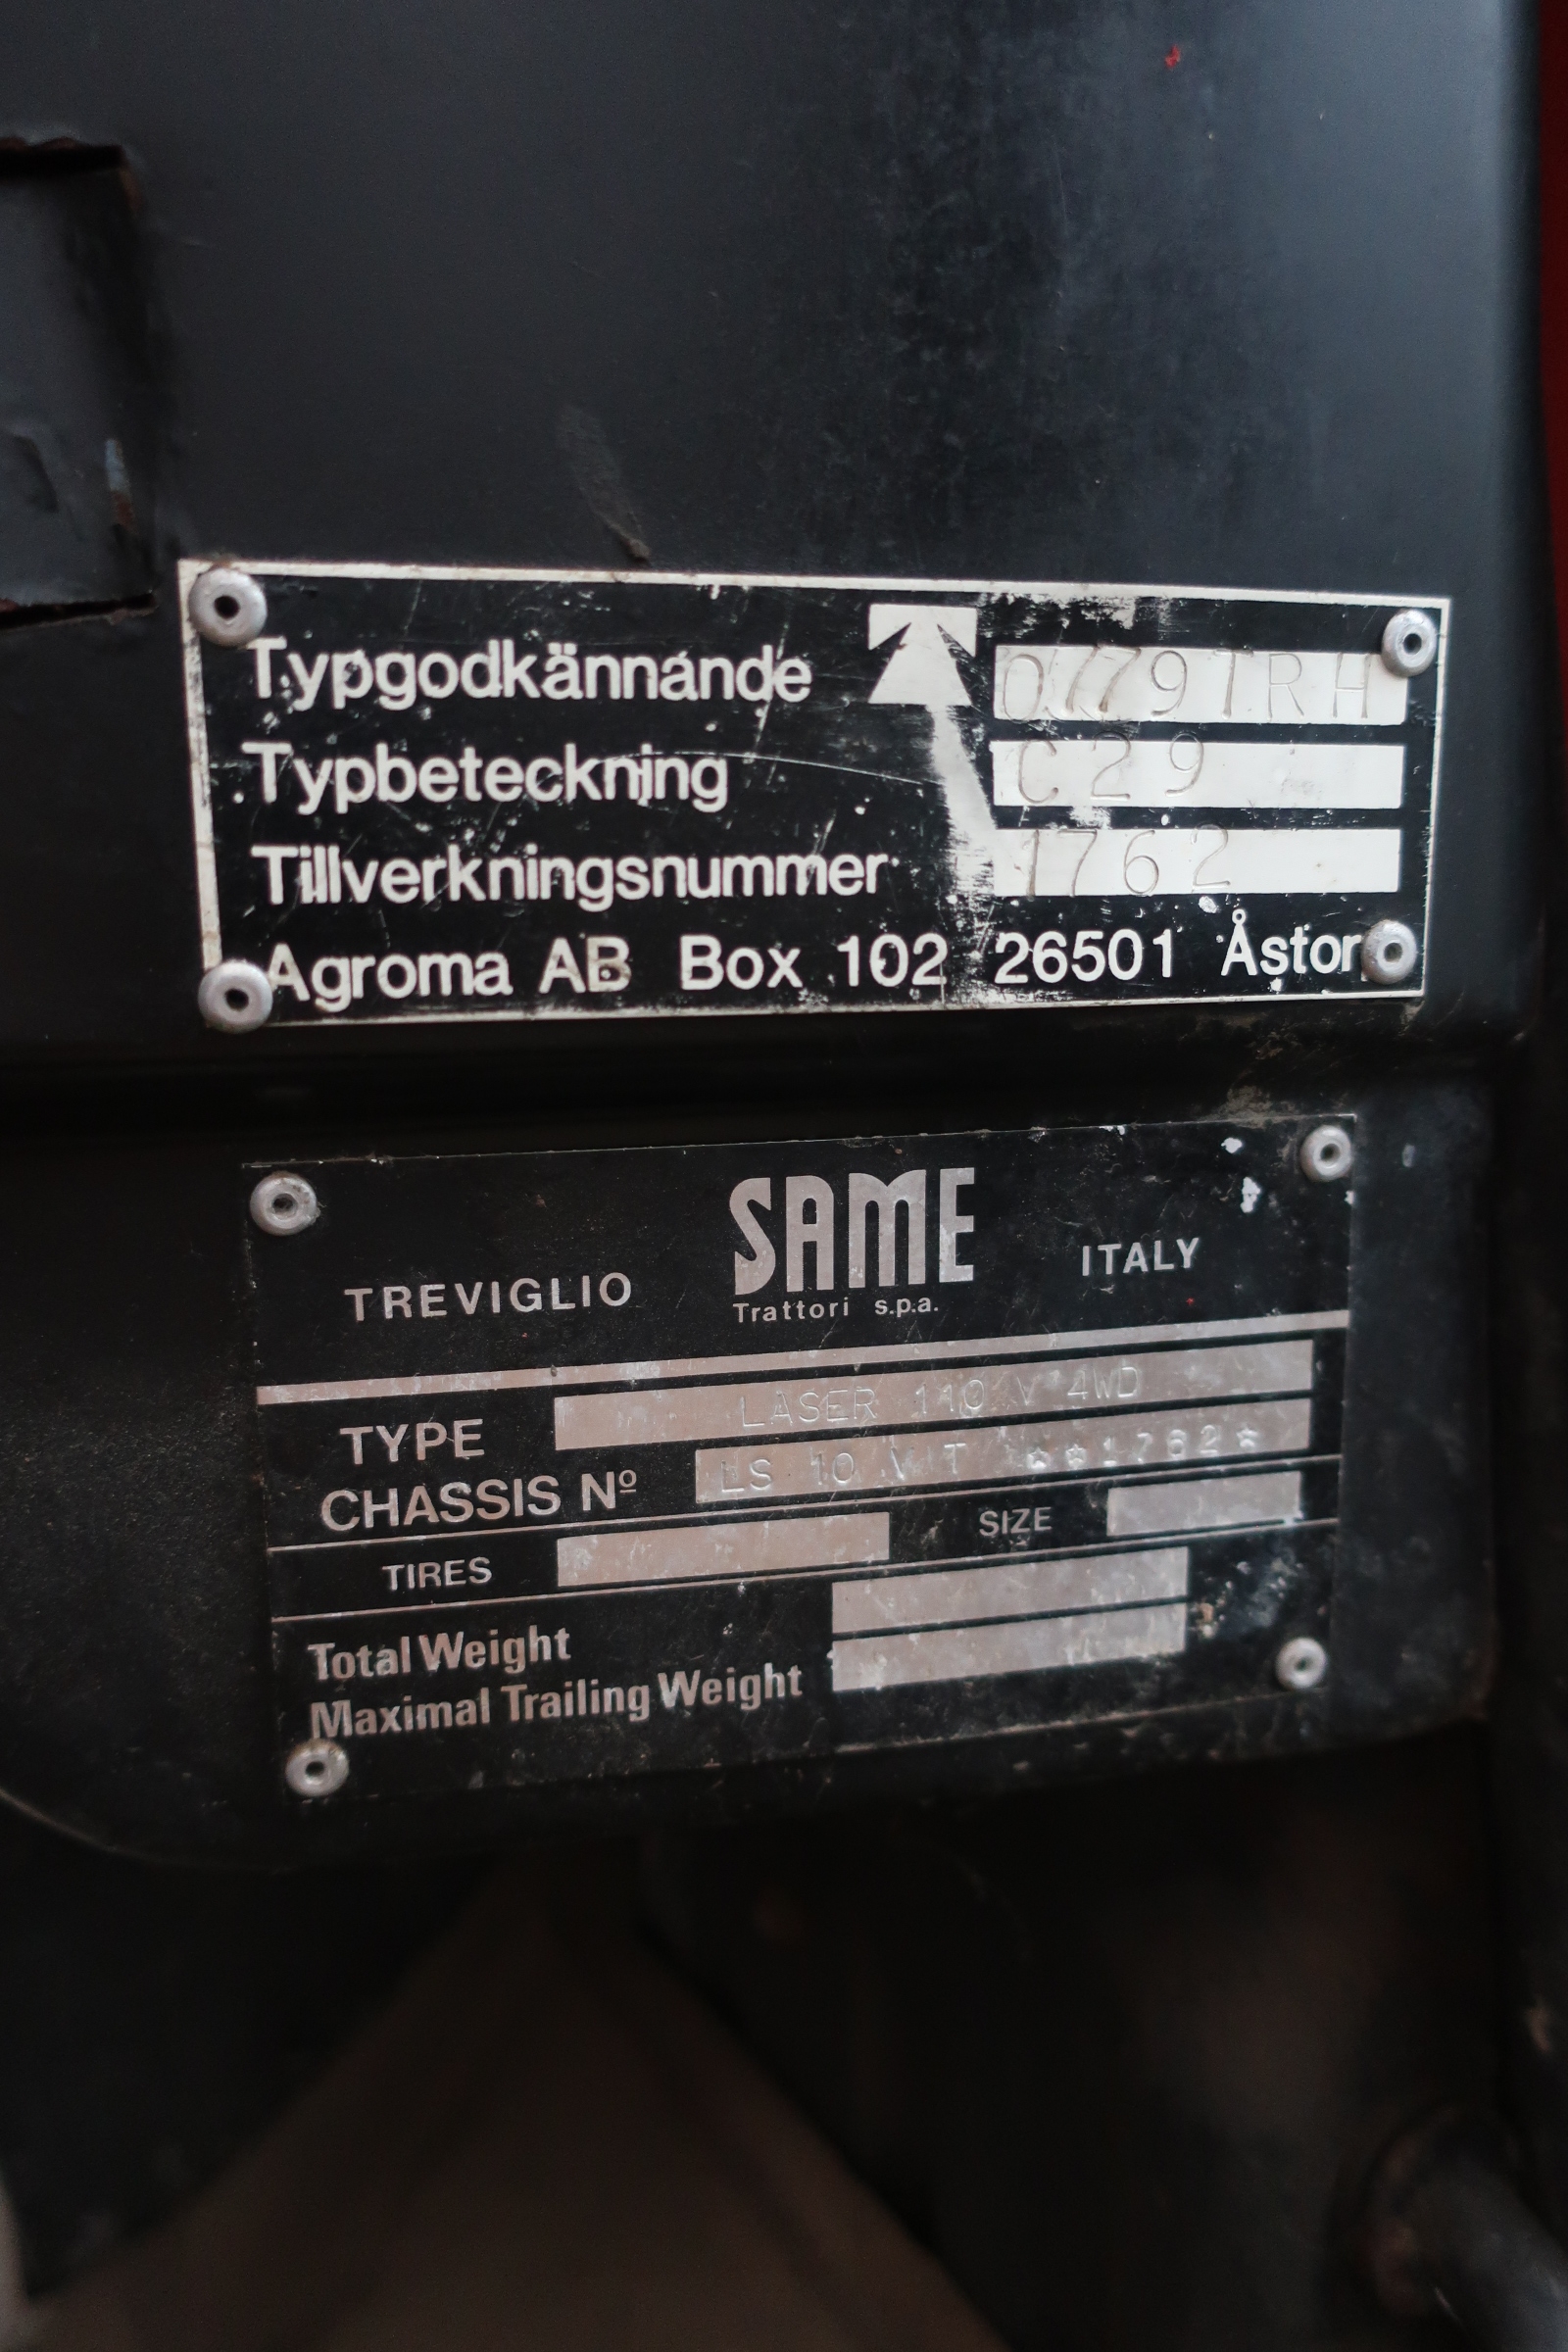 Typgodkännande 0779TRH
Typbeteckning C29
Tillverkningsnummer 1762
Agroma AB Box 102 26501 Åstorp
SAME
TREVIGLIO Trattori s.p.a. ITALY
TYPE LASER 110 V 4WD
CHASSIS Nº LS 10 V T **1762*
TIRES SIZE
Total Weight
Maximal Trailing Weight